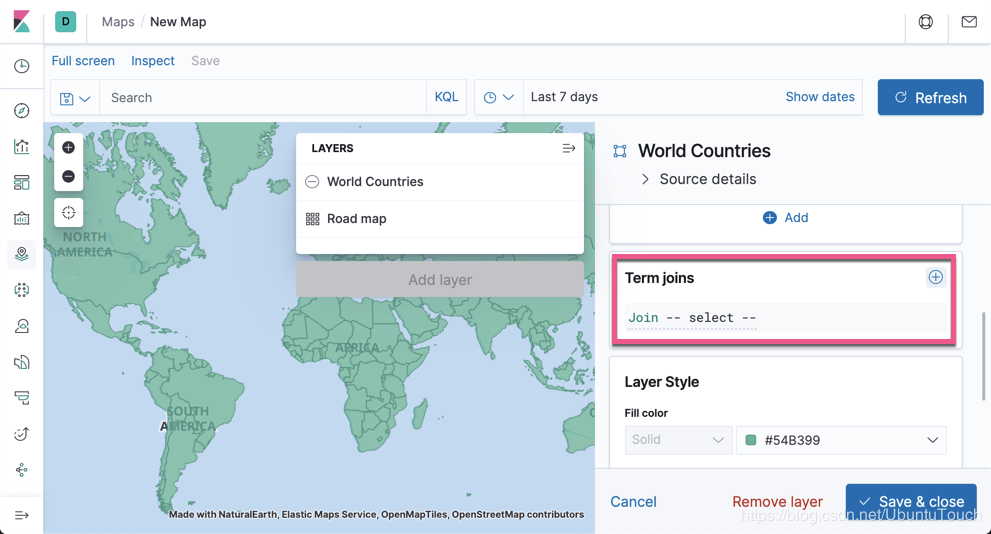 D Maps / New Map
Full screen Inspect Save
Search KQL Last 7 days Show dates Refresh
LAYERS
World Countries
Road map
Add layer
NORTH
AMERICA
AFRICA
SOUTH
AMERICA
Made with NaturalEarth, Elastic Maps Service, OpenMapTiles, OpenStreetMap contributors
World Countries
Source details
Add
Term joins
Join -- select --
Layer Style
Fill color
Solid #54B399
Cancel Remove layer Save & close
https://blog.csdn.net/UbuntuTouch